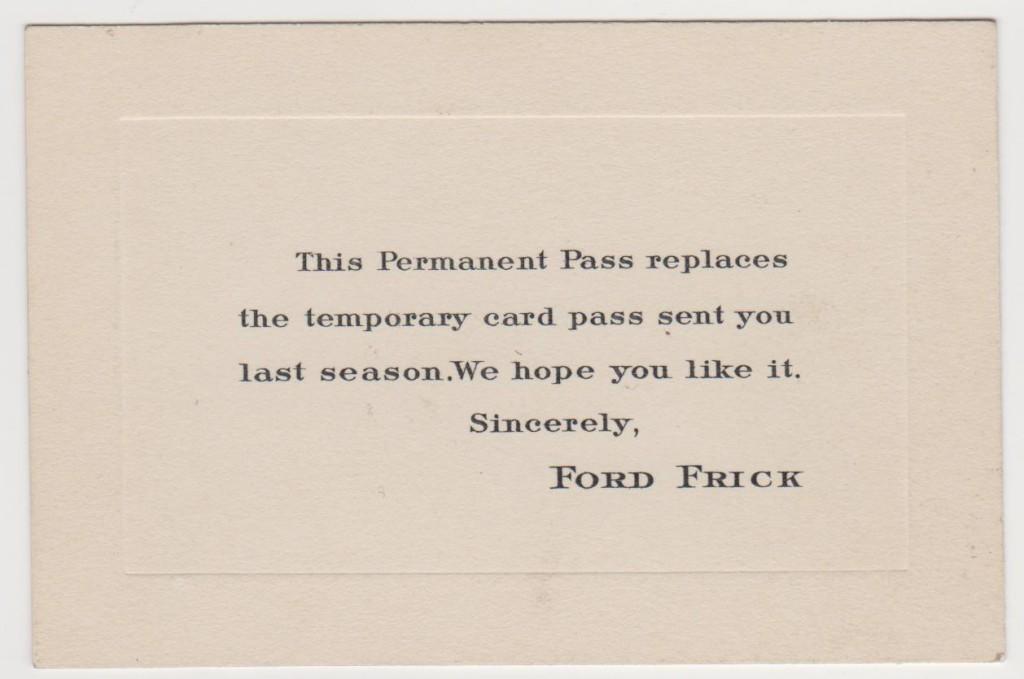 This Permanent Pass replaces
the temporary card pass sent you
last season.We hope you like it.
Sincerely,
FORD FRICK